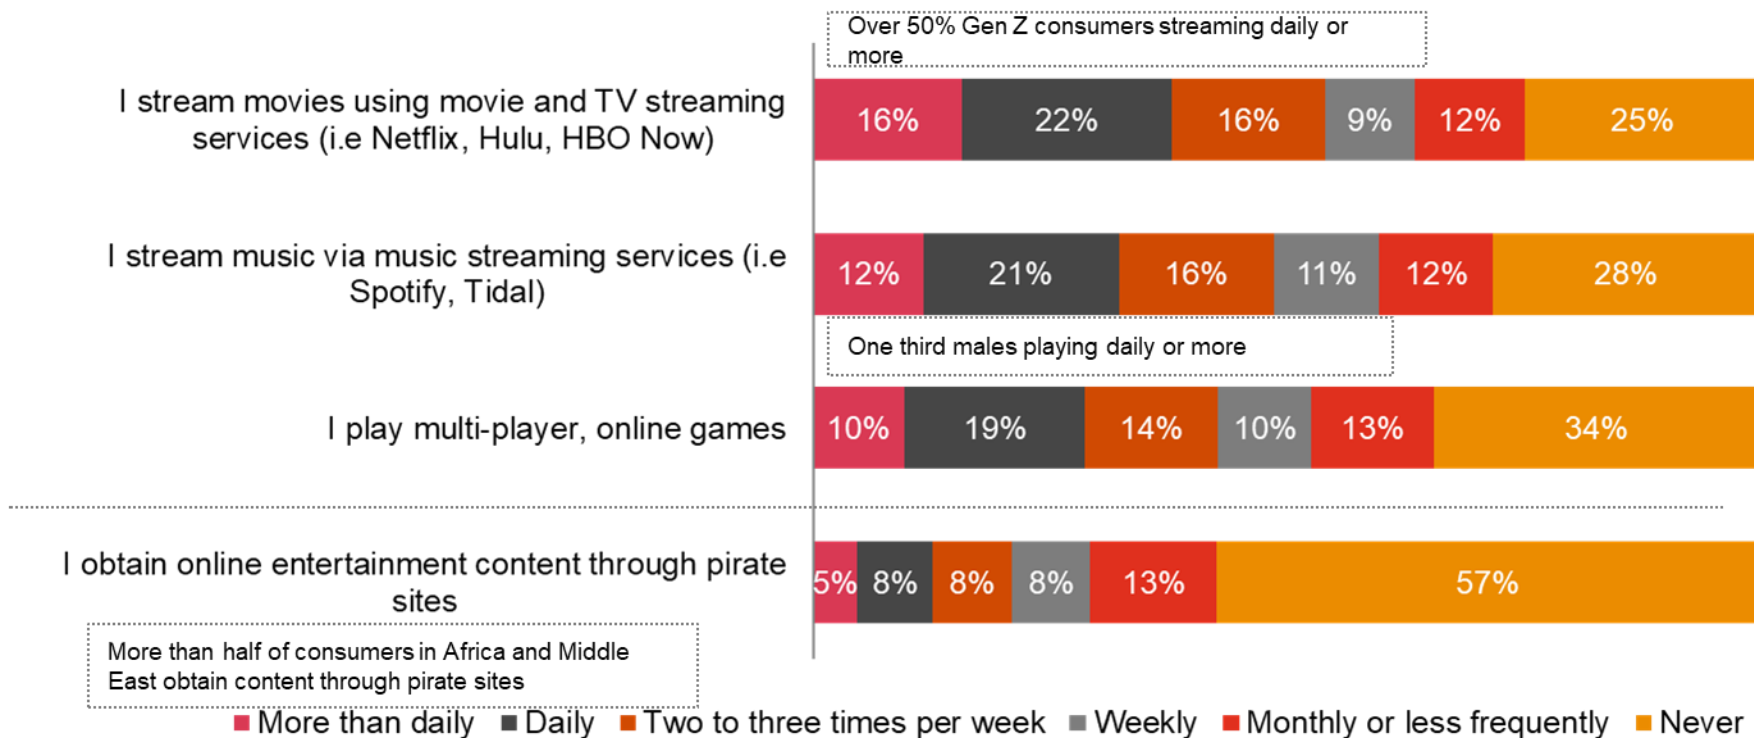 Over 50% Gen Z consumers streaming daily or
more
I stream movies using movie and TV streaming
services (i.e Netflix, Hulu, HBO Now)
16% 22% 16% 9% 12% 25%
I stream music via music streaming services (i.e
Spotify, Tidal)
12% 21% 16% 11% 12% 28%
One third males playing daily or more
I play multi-player, online games
10% 19% 14% 10% 13% 34%
I obtain online entertainment content through pirate
sites
5% 8% 8% 8% 13% 57%
More than half of consumers in Africa and Middle
East obtain content through pirate sites
More than daily Daily Two to three times per week Weekly Monthly or less frequently Never